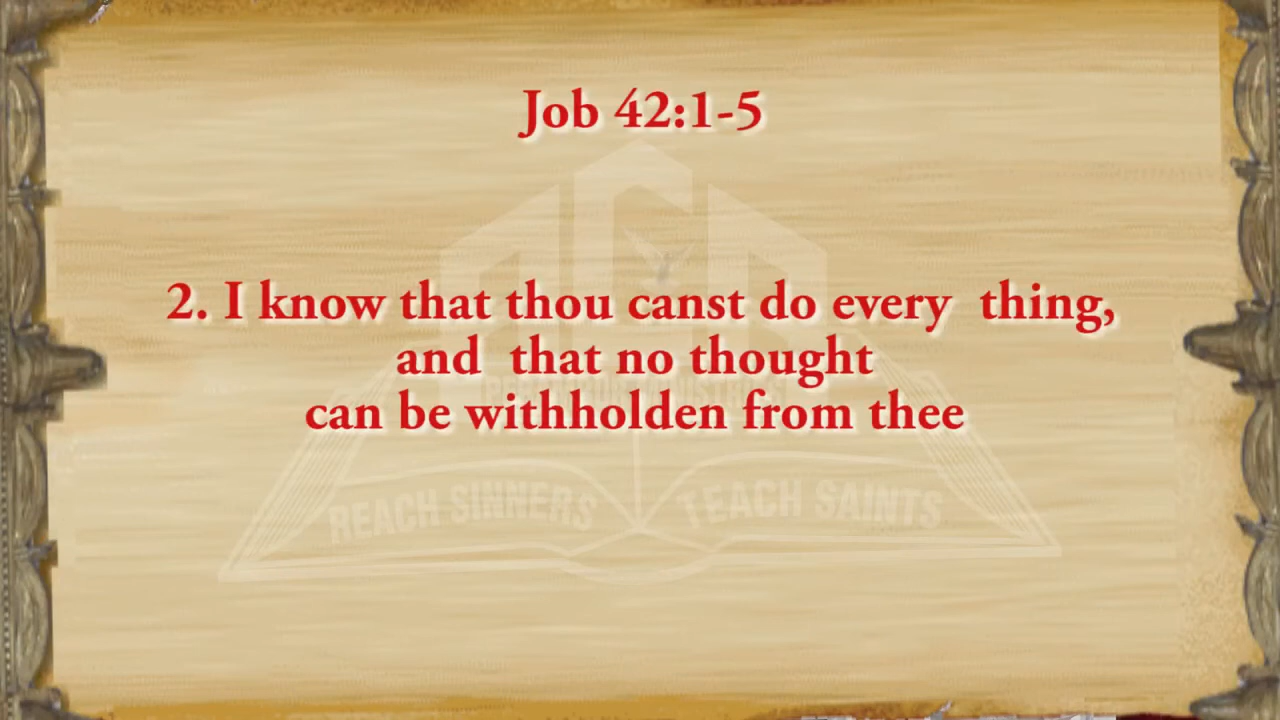 Job 42:1-5
2. I know that thou canst do every thing,
and that no thought
can be withholden from thee
REACH SINNERS TEACH SAINTS